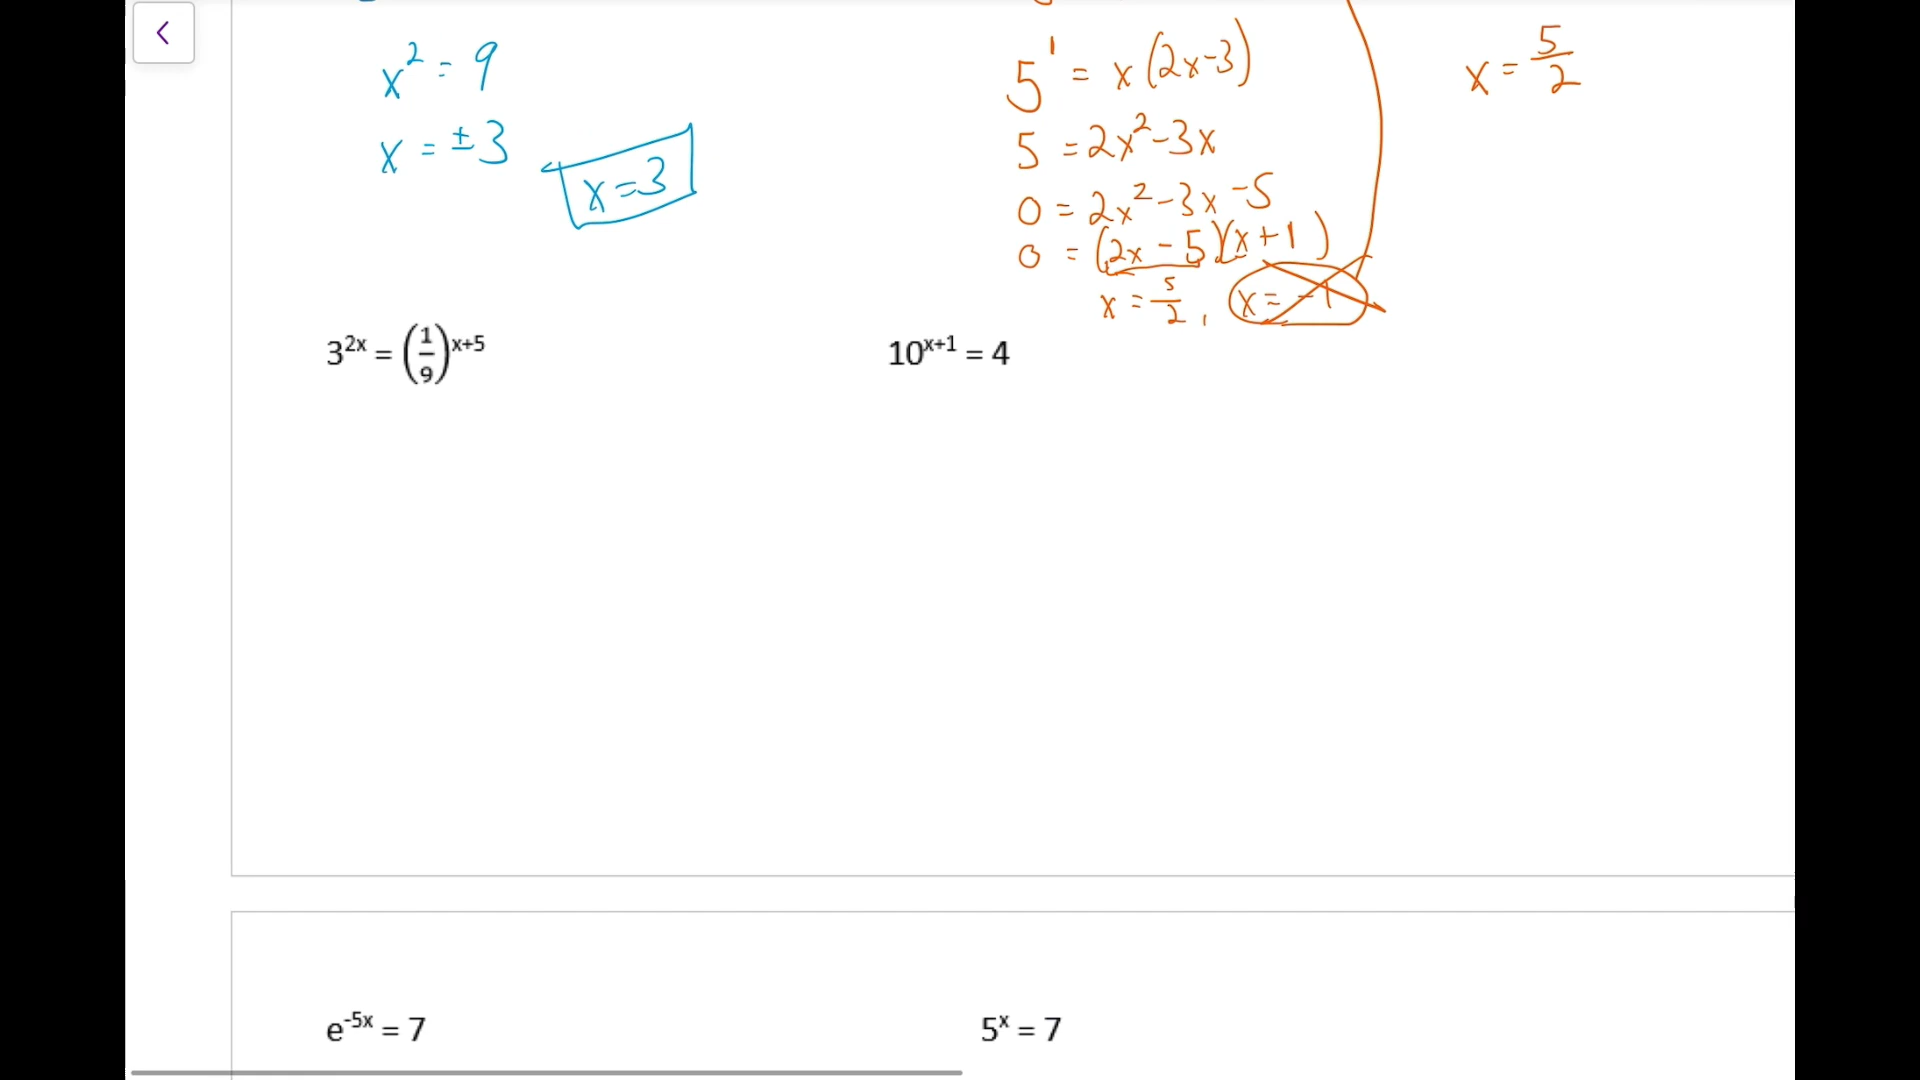 x² = 9
x = ±3
x = 3
5¹ = x(2x-3)
5 = 2x²-3x
0 = 2x²-3x-5
0 = (2x-5)(x+1)
x = 5/2, x = -1
x = 5/2
3^{2x} = (1/9)^{x+5}
10^{x+1} = 4
e^{-5x} = 7
5^x = 7